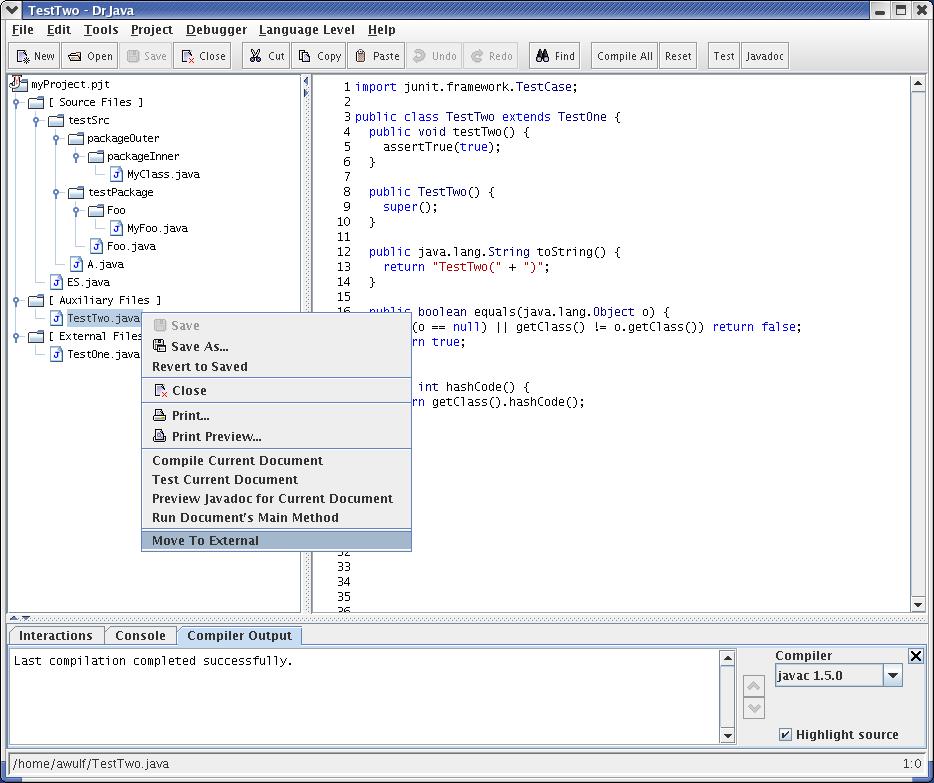 TestTwo - DrJava
File Edit Tools Project Debugger Language Level Help
New Open Save Close Cut Copy Paste Undo Redo Find Compile All Reset Test Javadoc
myProject.pjt
[ Source Files ]
testSrc
packageOuter
packageInner
MyClass.java
testPackage
Foo
MyFoo.java
Foo.java
A.java
ES.java
[ Auxiliary Files ]
TestTwo.java
[ External Files
TestOne.java
1 import junit.framework.TestCase;
2
3 public class TestTwo extends TestOne {
4 public void testTwo() {
5 assertTrue(true);
6 }
7
8 public TestTwo() {
9 super();
10 }
11
12 public java.lang.String toString() {
13 return "TestTwo(" + ")";
14 }
15
16 public boolean equals(java.lang.Object o) {
(o == null) || getClass() != o.getClass()) return false;
rn true;
int hashCode() {
rn getClass().hashCode();
32
33
34
35
36
Save
Save As...
Revert to Saved
Close
Print...
Print Preview...
Compile Current Document
Test Current Document
Preview Javadoc for Current Document
Run Document's Main Method
Move To External
Interactions Console Compiler Output
Last compilation completed successfully.
Compiler
javac 1.5.0
Highlight source
/home/awulf/TestTwo.java
1:0